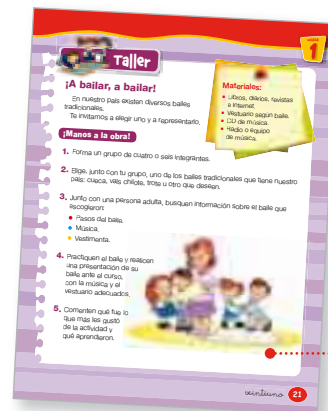 UNIDAD
1
Taller
¡A bailar, a bailar!
En nuestro país existen diversos bailes
tradicionales.
Te invitamos a elegir uno y a representarlo.
Materiales:
• Libros, diarios, revistas
e Internet.
• Vestuario según baile.
• CD de música.
• Radio o equipo
de música.
¡Manos a la obra!
1. Forma un grupo de cuatro o seis integrantes.
2. Elige, junto con tu grupo, uno de los bailes tradicionales que tiene nuestro
país: cueca, vals chilote, trote u otro que deseen.
3. Junto con una persona adulta, busquen información sobre el baile que
escogieron:
• Pasos del baile.
• Música.
• Vestimenta.
4. Practiquen el baile y realicen
una presentación de su
baile ante el curso,
con la música y el
vestuario adecuados.
5. Comenten qué fue lo
que más les gustó
de la actividad y
qué aprendieron.
veintiuno 21